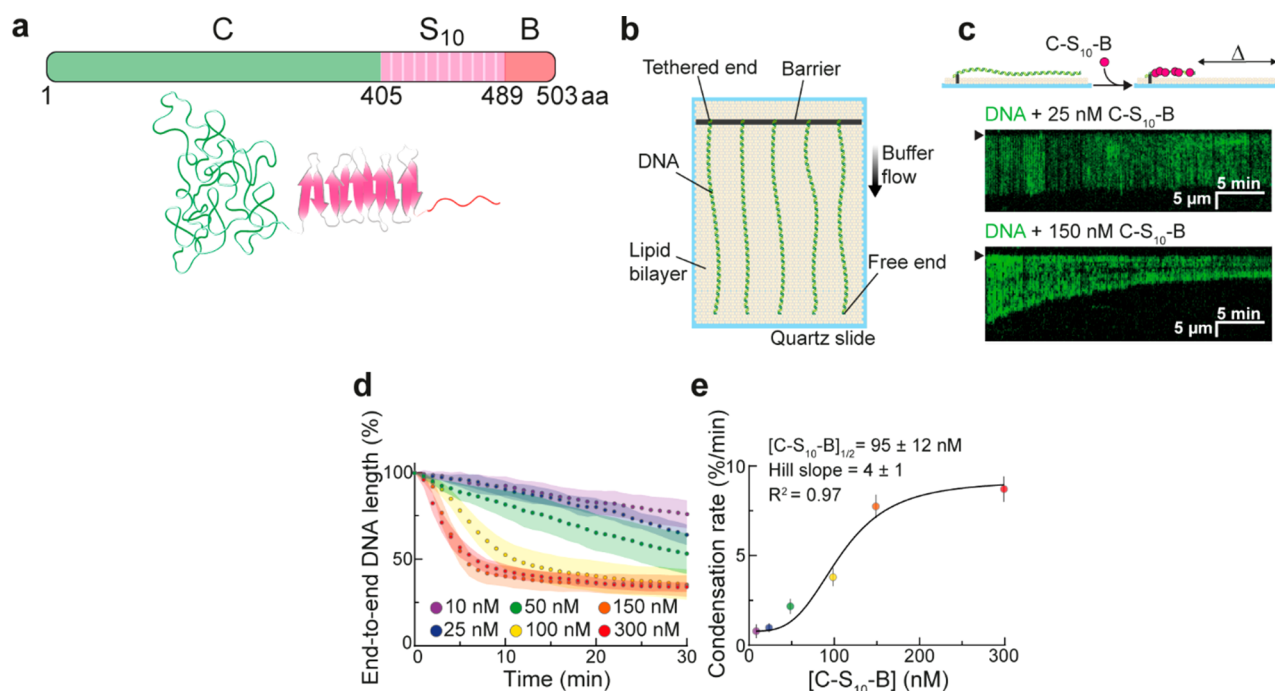 a
C S₁₀ B
1 405 489 503 aa
b
Tethered end
Barrier
DNA
Buffer
flow
Lipid
bilayer
Free end
Quartz slide
c
C-S₁₀-B
Δ
DNA + 25 nM C-S₁₀-B
5 min
5 µm
DNA + 150 nM C-S₁₀-B
5 min
5 µm
d
End-to-end DNA length (%)
100
50
0
10 nM 50 nM 150 nM
25 nM 100 nM 300 nM
0 10 20 30
Time (min)
e
Condensation rate (%/min)
[C-S₁₀-B]₁/₂ = 95 ± 12 nM
Hill slope = 4 ± 1
R² = 0.97
10
5
0
0 100 200 300
[C-S₁₀-B] (nM)